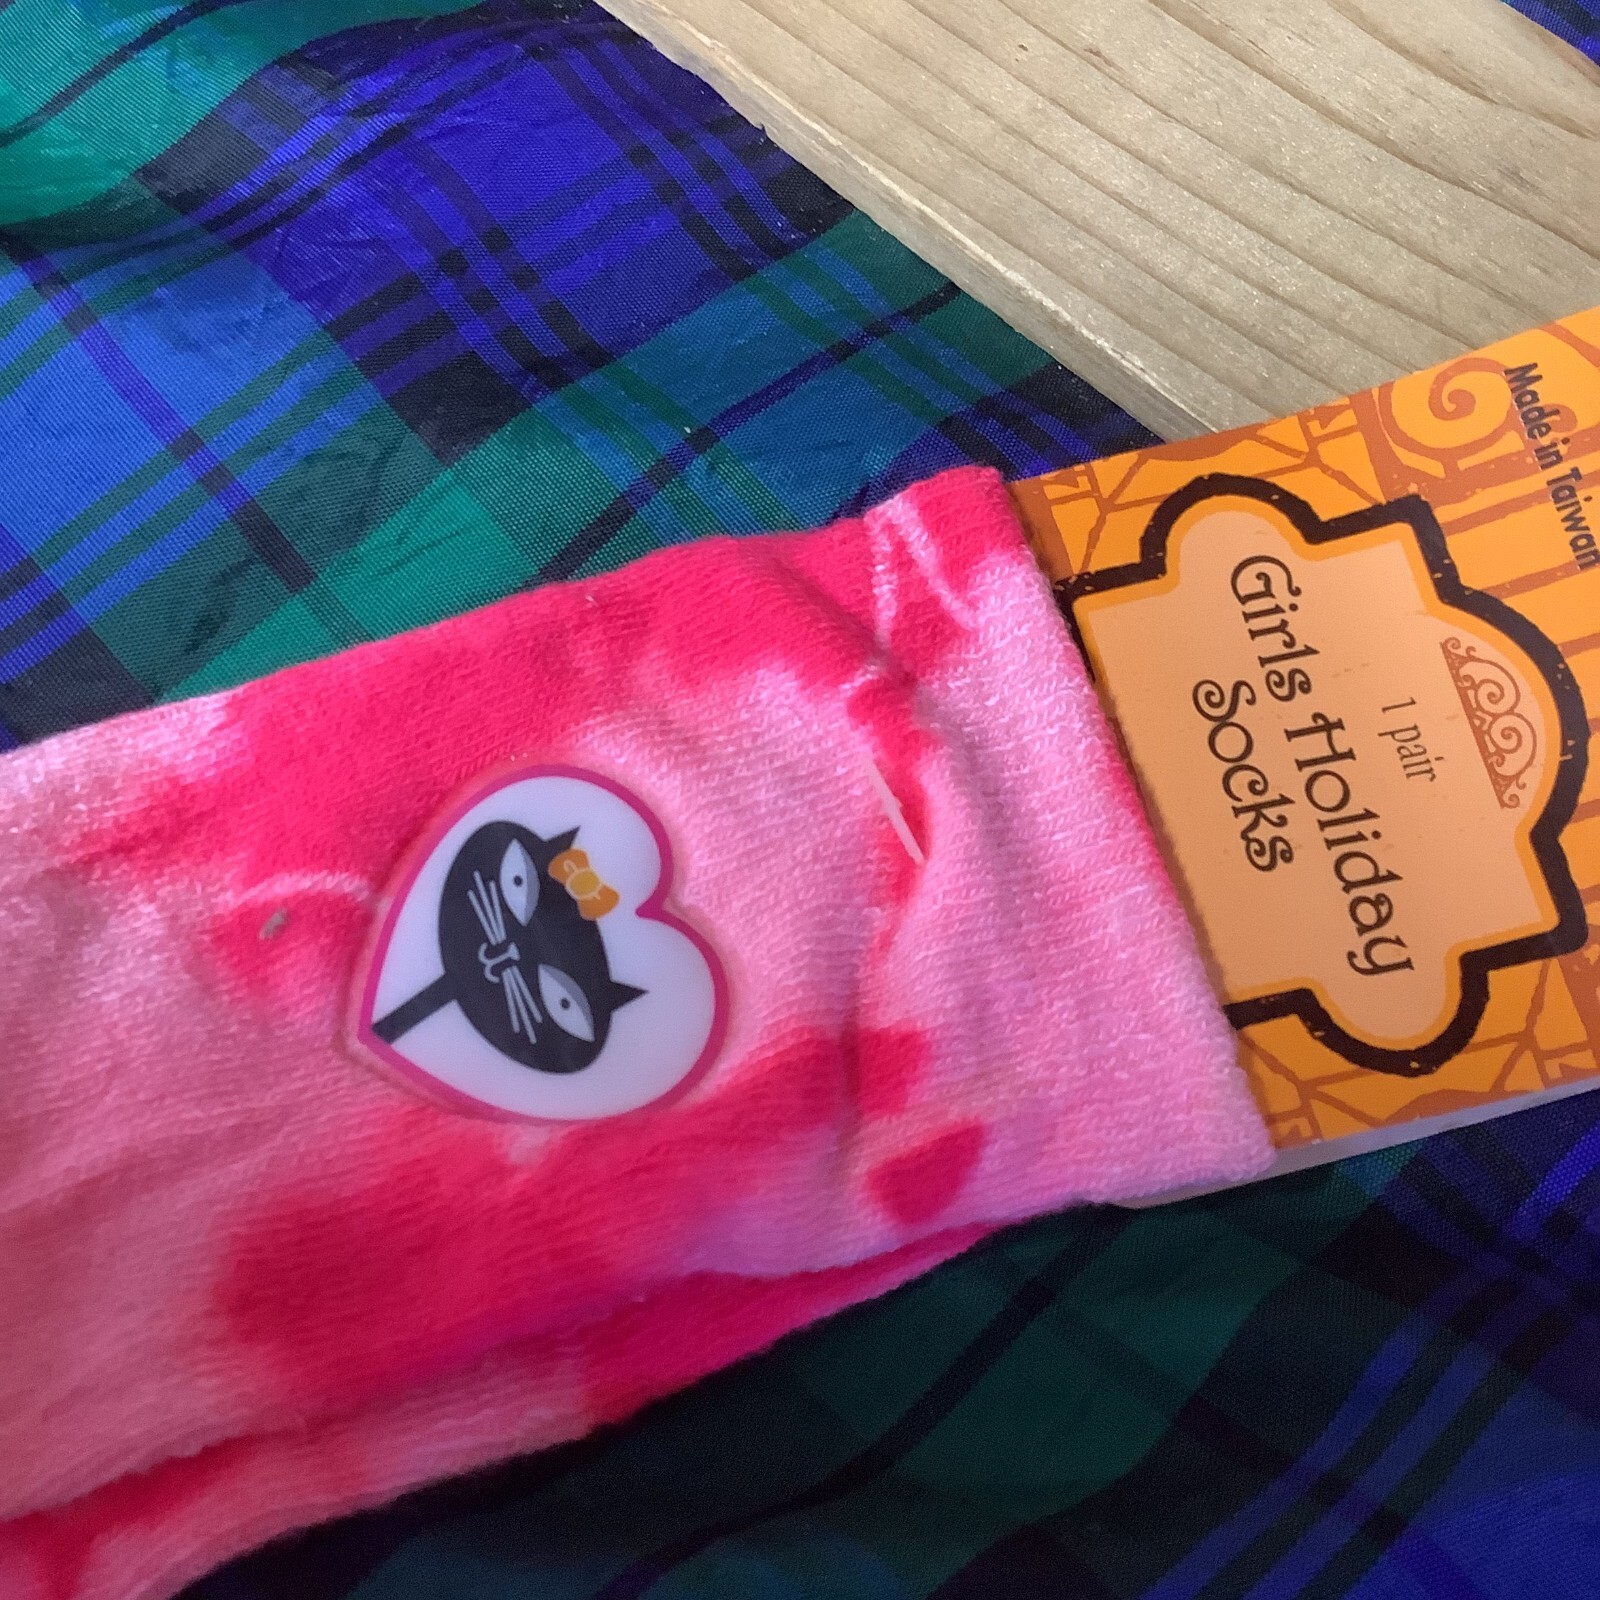 Made in Taiwan
1 pair
Girls Holiday
Socks